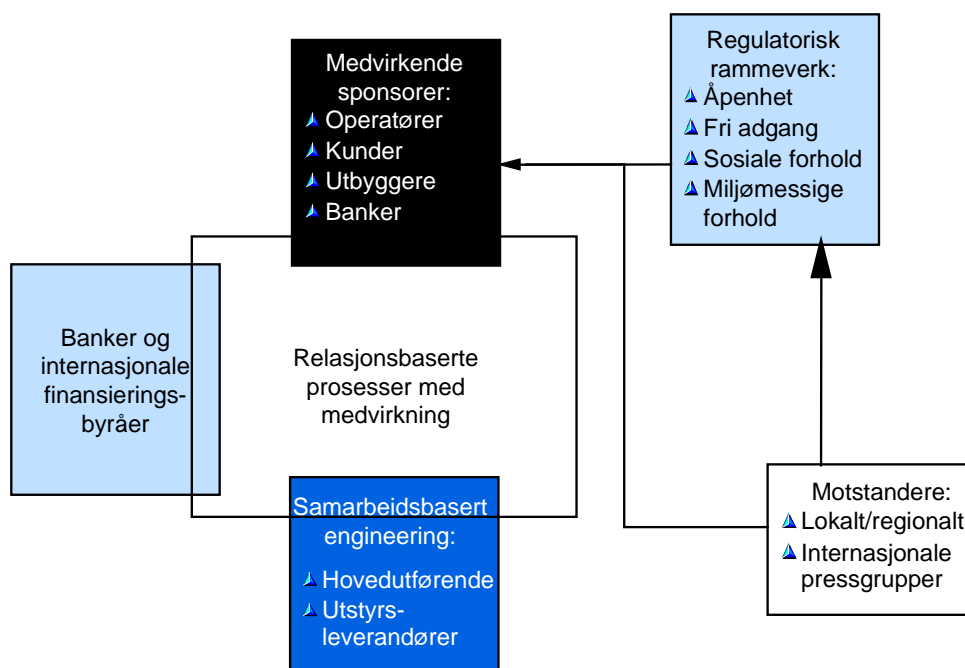 Medvirkende
sponsorer:
Operatører
Kunder
Utbyggere
Banker
Regulatorisk
rammeverk:
Åpenhet
Fri adgang
Sosiale forhold
Miljømessige
forhold
Banker og
internasjonale
finansierings-
byråer
Relasjonsbaserte
prosesser med
medvirkning
Samarbeidsbasert
engineering:
Hovedutførende
Utstyrs-
leverandører
Motstandere:
Lokalt/regionalt
Internasjonale
pressgrupper